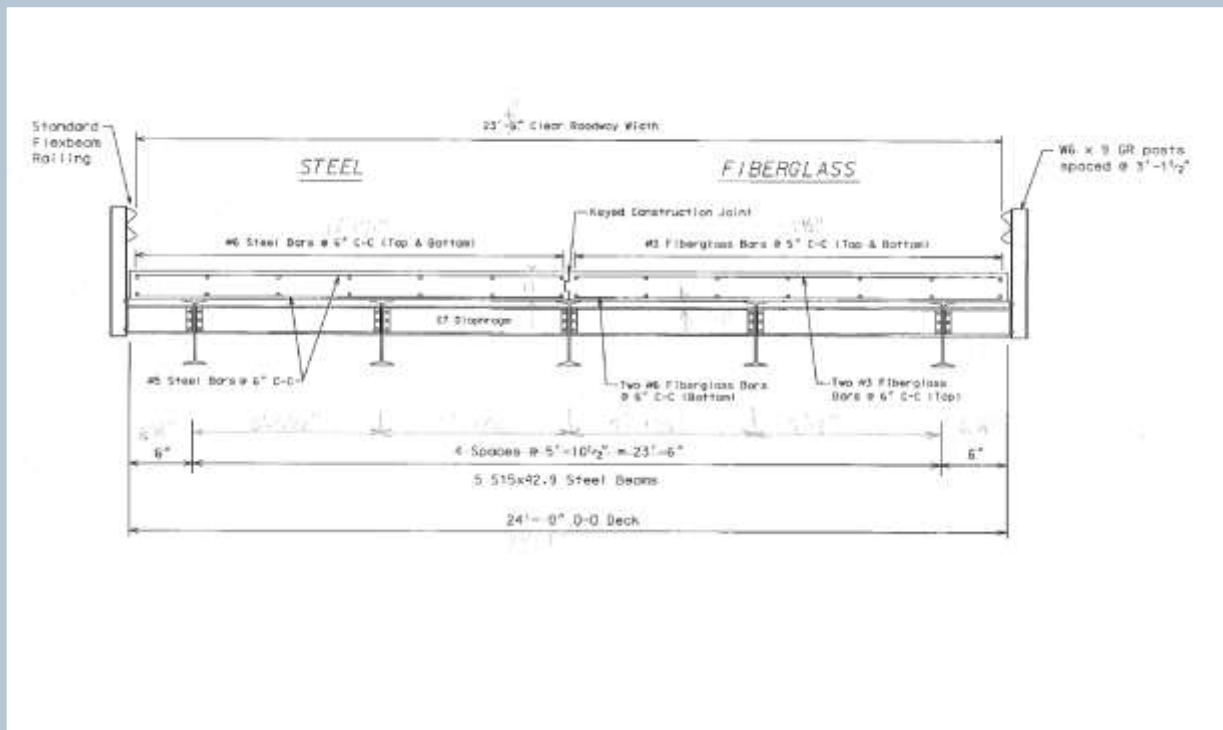 23'-6" Clear Roadway Width
Standard
Flexbeam
Railing
W6 x 9 GR posts
spaced @ 3'-1½"
STEEL
FIBERGLASS
Keyed Construction Joint
#6 Steel Bars @ 6" C-C (Top & Bottom)
#3 Fiberglass Bars @ 5" C-C (Top & Bottom)
Diaphragm
#5 Steel Bars @ 6" C-C
Two #6 Fiberglass Bars
@ 6" C-C (Bottom)
Two #3 Fiberglass
Bars @ 6" C-C (Top)
6"
4 Spaces @ 5'-10½" = 23'-6"
6"
5 S15x42.9 Steel Beams
24'-0" O-O Deck